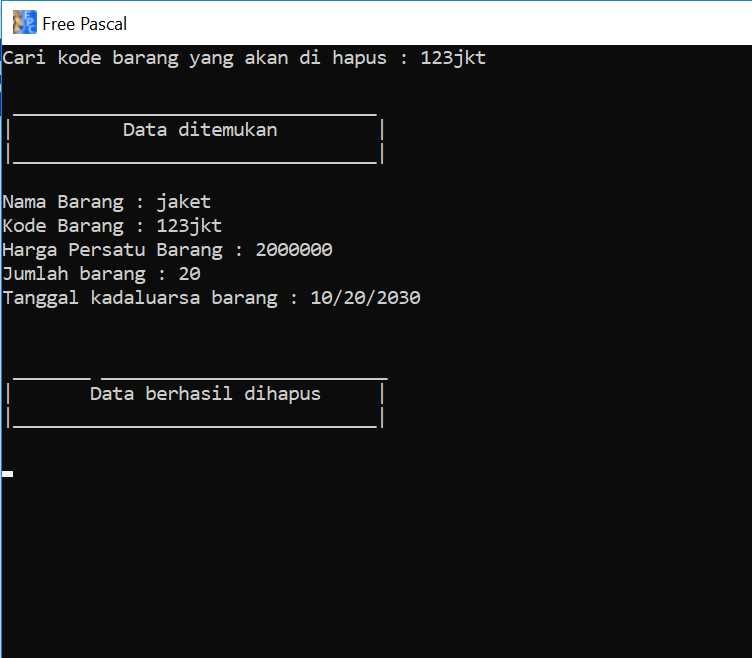 Free Pascal
Cari kode barang yang akan di hapus : 123jkt
Data ditemukan
Nama Barang : jaket
Kode Barang : 123jkt
Harga Persatu Barang : 2000000
Jumlah barang : 20
Tanggal kadaluarsa barang : 10/20/2030
Data berhasil dihapus